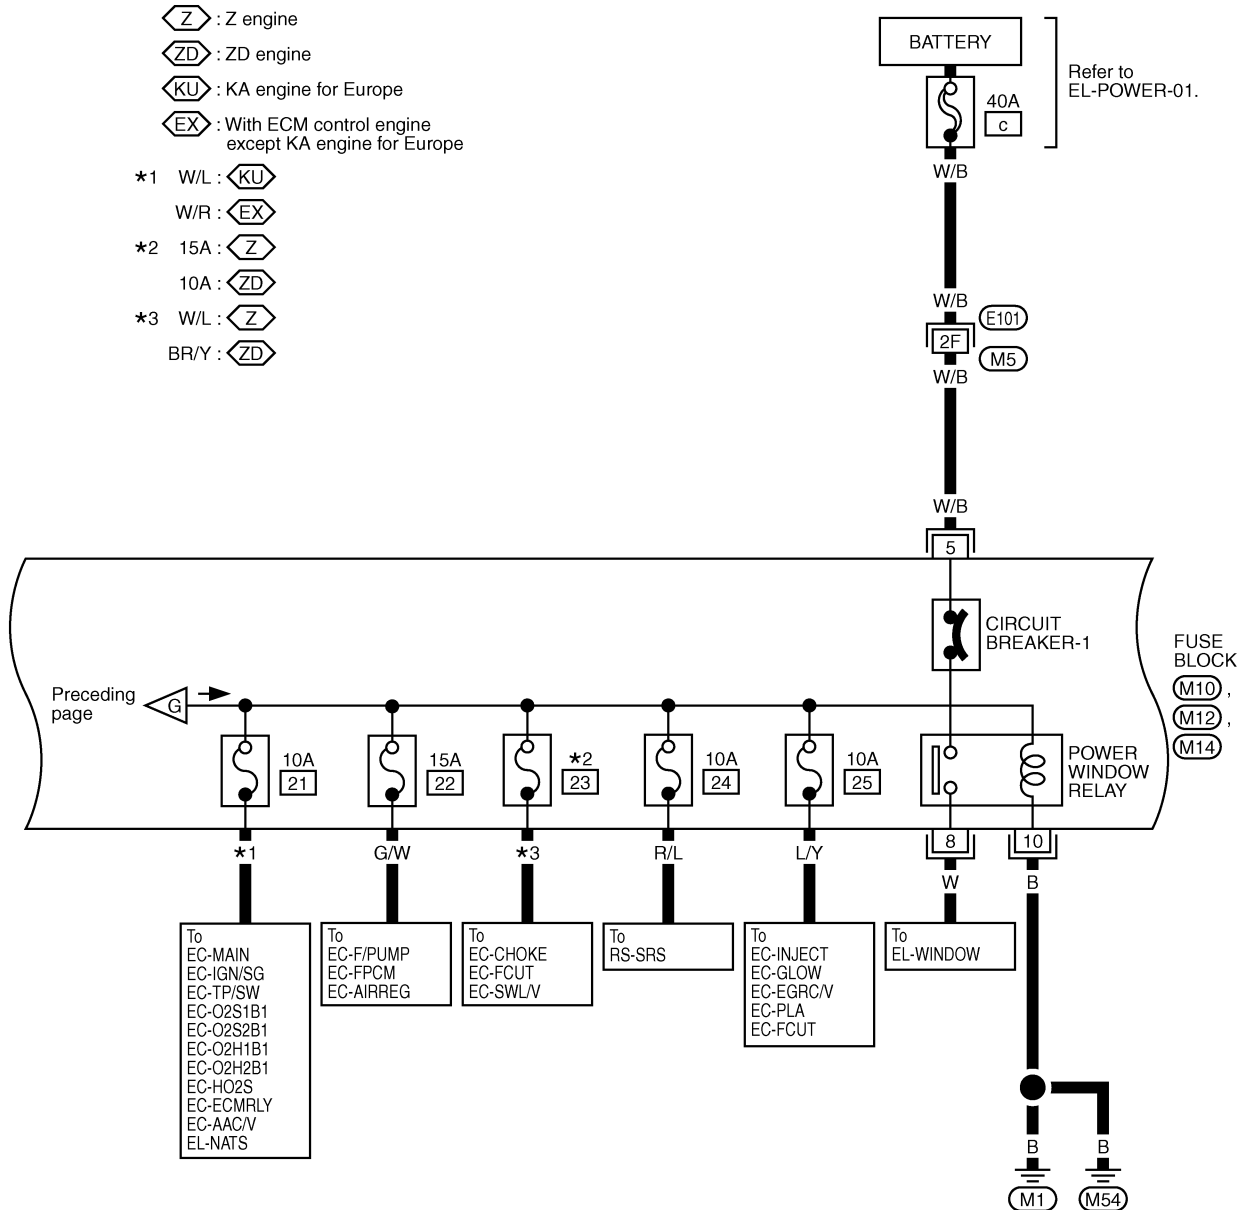 Z : Z engine
ZD : ZD engine
KU : KA engine for Europe
EX : With ECM control engine
except KA engine for Europe
*1 W/L : KU
W/R : EX
*2 15A : Z
10A : ZD
*3 W/L : Z
BR/Y : ZD
BATTERY
Refer to
EL-POWER-01.
40A
c
W/B
W/B
E101
2F
M5
W/B
W/B
5
CIRCUIT
BREAKER-1
FUSE
BLOCK
M10 ,
M12 ,
M14
Preceding
page
G
10A
21
15A
22
*2
23
10A
24
10A
25
POWER
WINDOW
RELAY
8
10
*1
G/W
*3
R/L
L/Y
W
B
To
EC-MAIN
EC-IGN/SG
EC-TP/SW
EC-O2S1B1
EC-O2S2B1
EC-O2H1B1
EC-O2H2B1
EC-HO2S
EC-ECMRLY
EC-AAC/V
EL-NATS
To
EC-F/PUMP
EC-FPCM
EC-AIRREG
To
EC-CHOKE
EC-FCUT
EC-SWL/V
To
RS-SRS
To
EC-INJECT
EC-GLOW
EC-EGRC/V
EC-PLA
EC-FCUT
To
EL-WINDOW
B
B
M1
M54